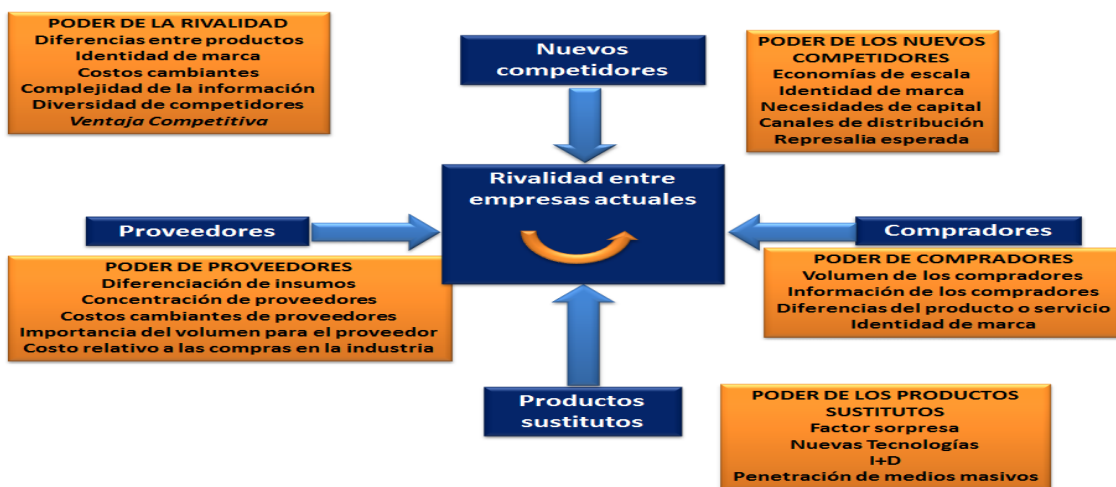 PODER DE LA RIVALIDAD
Diferencias entre productos
Identidad de marca
Costos cambiantes
Complejidad de la información
Diversidad de competidores
Ventaja Competitiva
Nuevos
competidores
PODER DE LOS NUEVOS
COMPETIDORES
Economías de escala
Identidad de marca
Necesidades de capital
Canales de distribución
Represalia esperada
Rivalidad entre
empresas actuales
Proveedores
Compradores
PODER DE PROVEEDORES
Diferenciación de insumos
Concentración de proveedores
Costos cambiantes de proveedores
Importancia del volumen para el proveedor
Costo relativo a las compras en la industria
PODER DE COMPRADORES
Volumen de los compradores
Información de los compradores
Diferencias del producto o servicio
Identidad de marca
Productos
sustitutos
PODER DE LOS PRODUCTOS
SUSTITUTOS
Factor sorpresa
Nuevas Tecnologías
I+D
Penetración de medios masivos